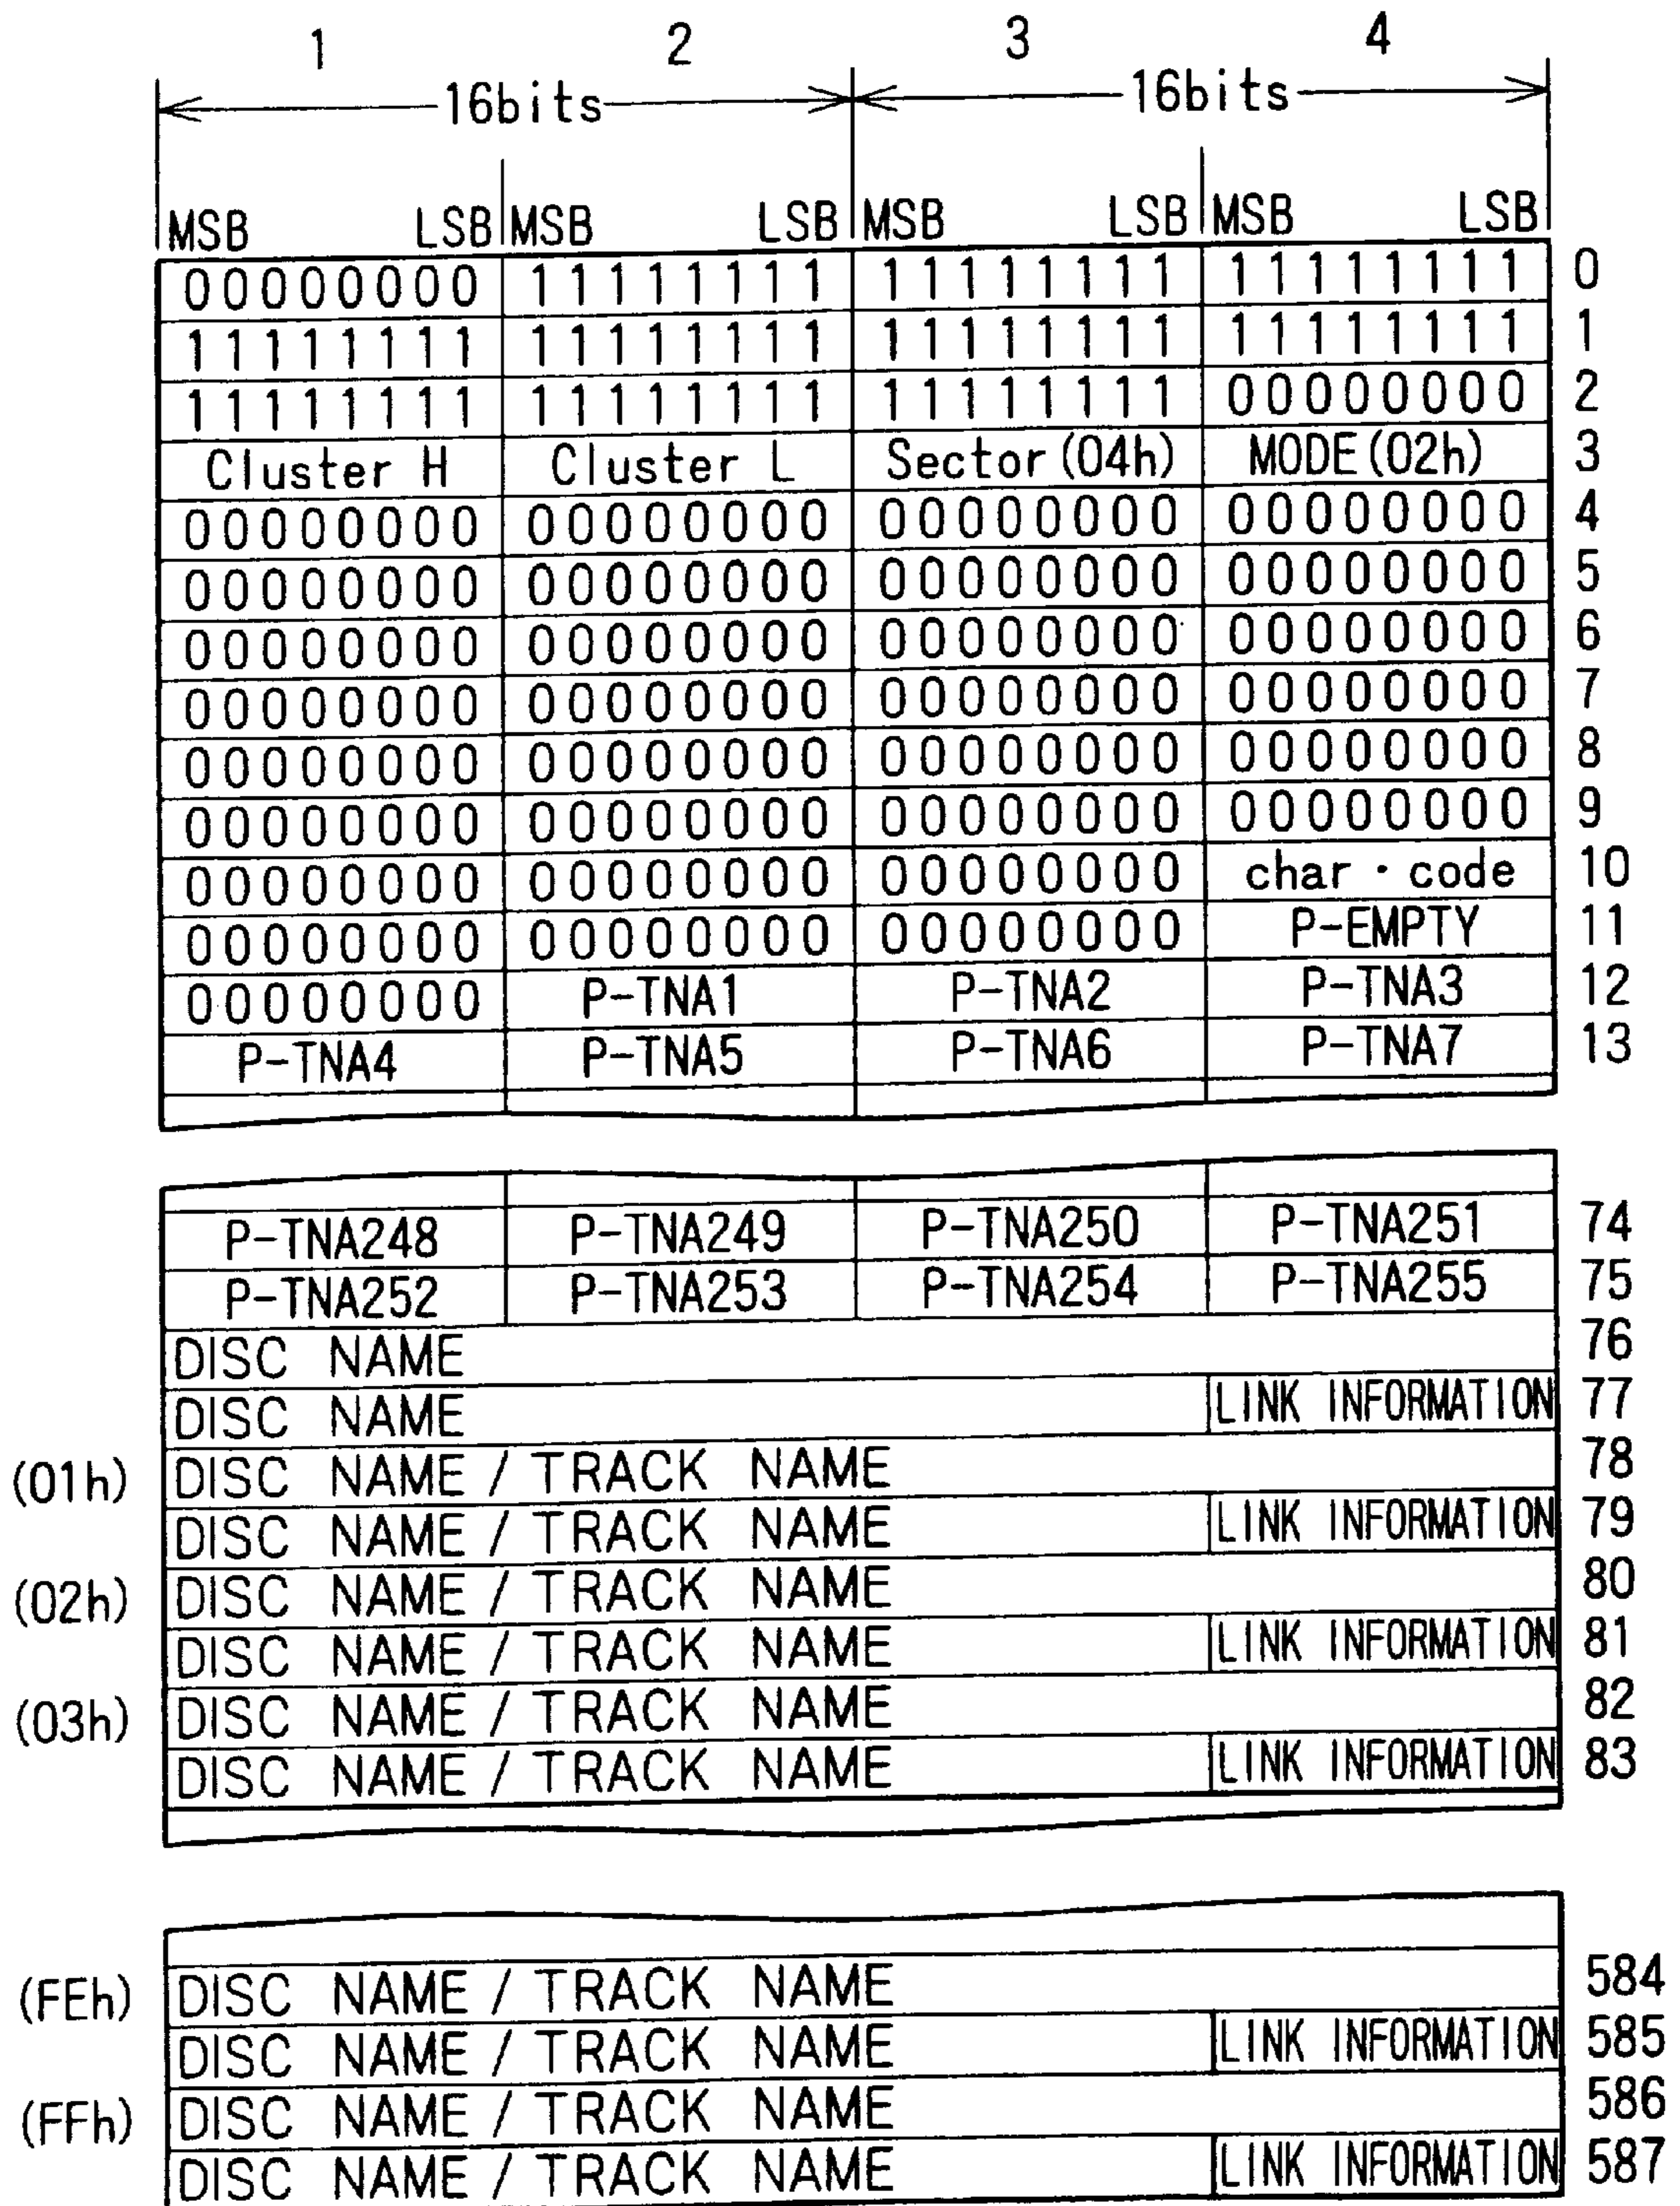 1 2 3 4
16bits 16bits
MSB LSB MSB LSB MSB LSB MSB LSB
00000000 11111111 11111111 11111111 0
11111111 11111111 11111111 11111111 1
11111111 11111111 11111111 00000000 2
Cluster H Cluster L Sector(04h) MODE(02h) 3
00000000 00000000 00000000 00000000 4
00000000 00000000 00000000 00000000 5
00000000 00000000 00000000 00000000 6
00000000 00000000 00000000 00000000 7
00000000 00000000 00000000 00000000 8
00000000 00000000 00000000 00000000 9
00000000 00000000 00000000 char・code 10
00000000 00000000 00000000 P-EMPTY 11
00000000 P-TNA1 P-TNA2 P-TNA3 12
P-TNA4 P-TNA5 P-TNA6 P-TNA7 13
P-TNA248 P-TNA249 P-TNA250 P-TNA251 74
P-TNA252 P-TNA253 P-TNA254 P-TNA255 75
DISC NAME 76
DISC NAME LINK INFORMATION 77
(01h) DISC NAME / TRACK NAME 78
DISC NAME / TRACK NAME LINK INFORMATION 79
(02h) DISC NAME / TRACK NAME 80
DISC NAME / TRACK NAME LINK INFORMATION 81
(03h) DISC NAME / TRACK NAME 82
DISC NAME / TRACK NAME LINK INFORMATION 83
(FEh) DISC NAME / TRACK NAME 584
DISC NAME / TRACK NAME LINK INFORMATION 585
(FFh) DISC NAME / TRACK NAME 586
DISC NAME / TRACK NAME LINK INFORMATION 587